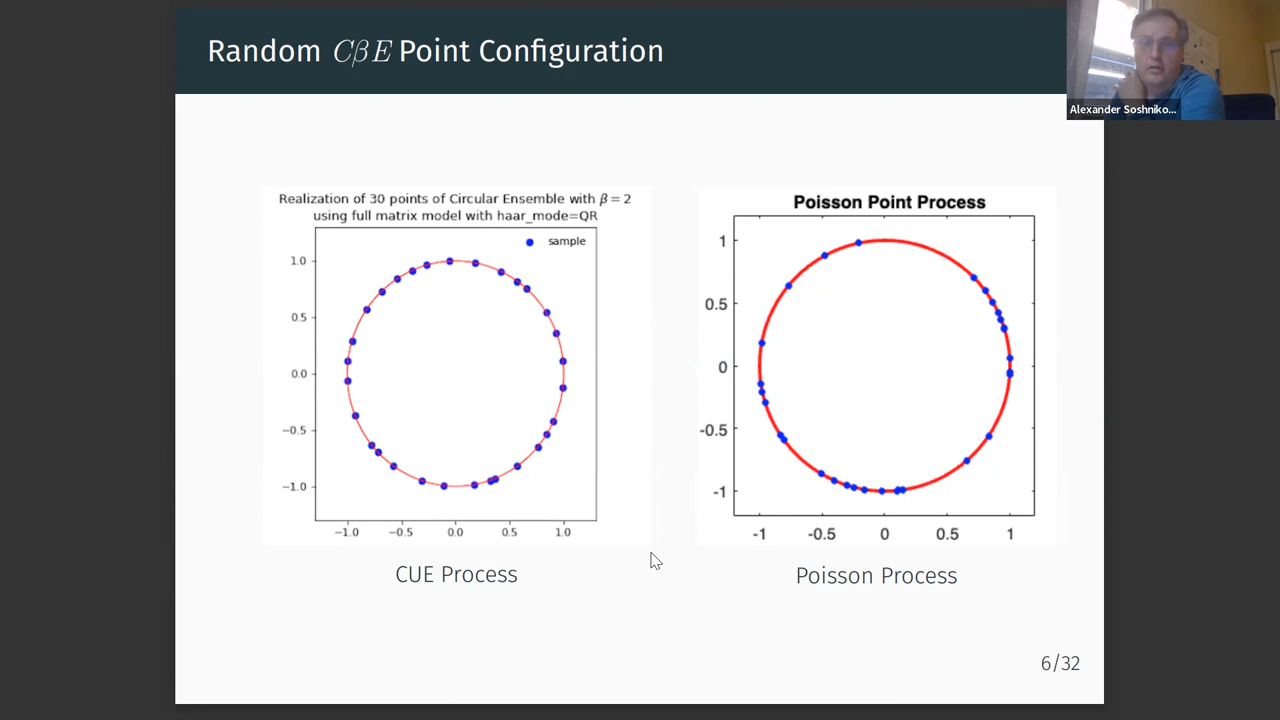 Random CβE Point Configuration
Alexander Soshniko...
Realization of 30 points of Circular Ensemble with β = 2
using full matrix model with haar_mode=QR
sample
1.0
0.5
0.0
−0.5
−1.0
−1.0
−0.5
0.0
0.5
1.0
CUE Process
Poisson Point Process
1
0.5
0
-0.5
-1
-1
-0.5
0
0.5
1
Poisson Process
6/32